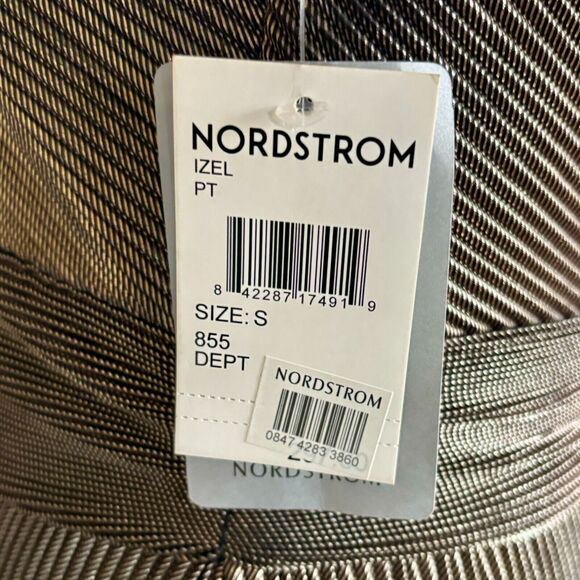 NORDSTROM
IZEL
PT
8 42287 17491 9
SIZE: S
855
DEPT
NORDSTROM
0847 4283 3860
NORDSTROM